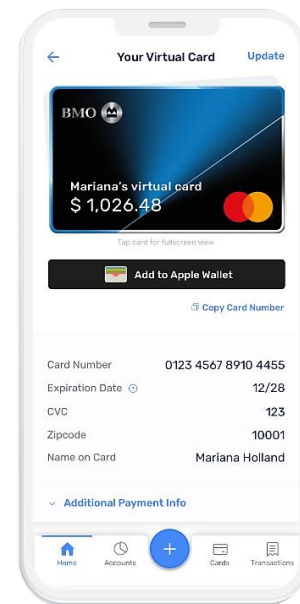 Your Virtual Card Update
BMO
Mariana's virtual card
$ 1,026.48
Tap card for fullscreen view
Add to Apple Wallet
Copy Card Number
Card Number 0123 4567 8910 4455
Expiration Date 12/28
CVC 123
Zipcode 10001
Name on Card Mariana Holland
Additional Payment Info
Home Accounts Cards Transactions